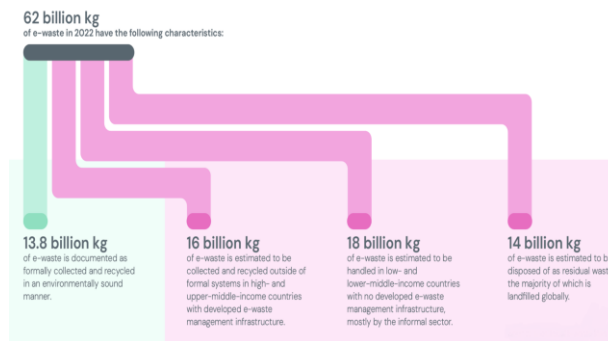 62 billion kg
of e-waste in 2022 have the following characteristics:
13.8 billion kg
of e-waste is documented as
formally collected and recycled
in an environmentally sound
manner.
16 billion kg
of e-waste is estimated to be
collected and recycled outside of
formal systems in high- and
upper-middle-income countries
with developed e-waste
management infrastructure.
18 billion kg
of e-waste is estimated to be
handled in low- and
lower-middle-income countries
with no developed e-waste
management infrastructure,
mostly by the informal sector.
14 billion kg
of e-waste is estimated to b
disposed of as residual wast
the majority of which is
landfilled globally.